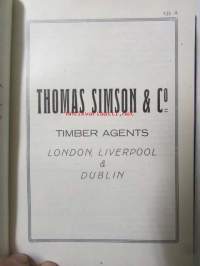 THOMAS SIMSON & Co
TIMBER AGENTS
LONDON, LIVERPOOL
&
DUBLIN